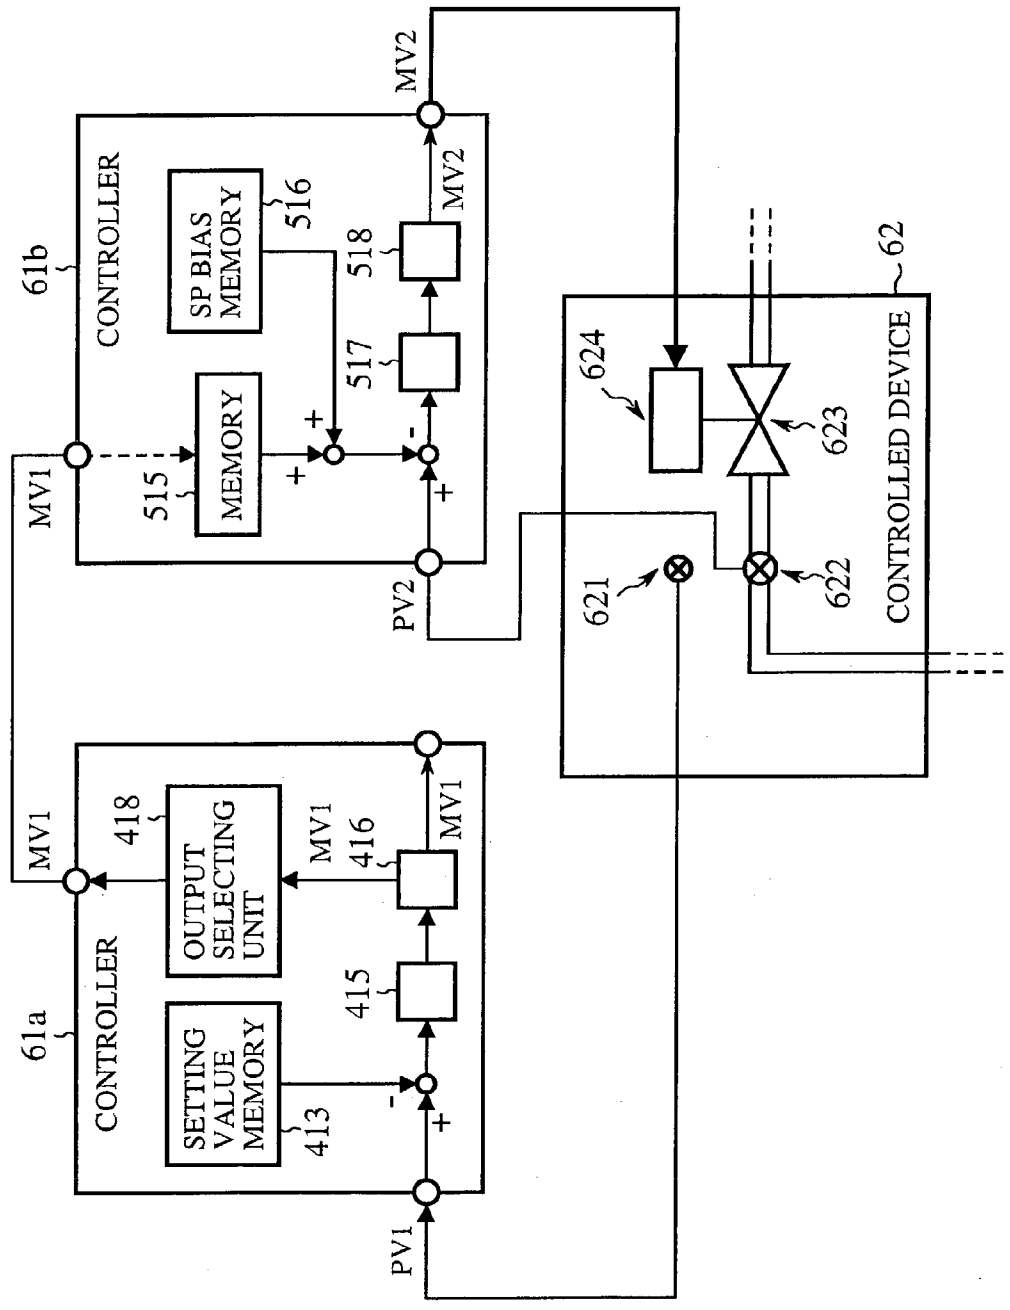 61a
CONTROLLER
MV1
418
SETTING
VALUE
MEMORY
413
OUTPUT
SELECTING
UNIT
MV1
415
416
-
+
MV1
PV1
61b
CONTROLLER
MV1
515
MEMORY
SP BIAS
MEMORY
516
+
+
517
518
-
+
MV2
MV2
PV2
621
624
622
623
CONTROLLED DEVICE
62